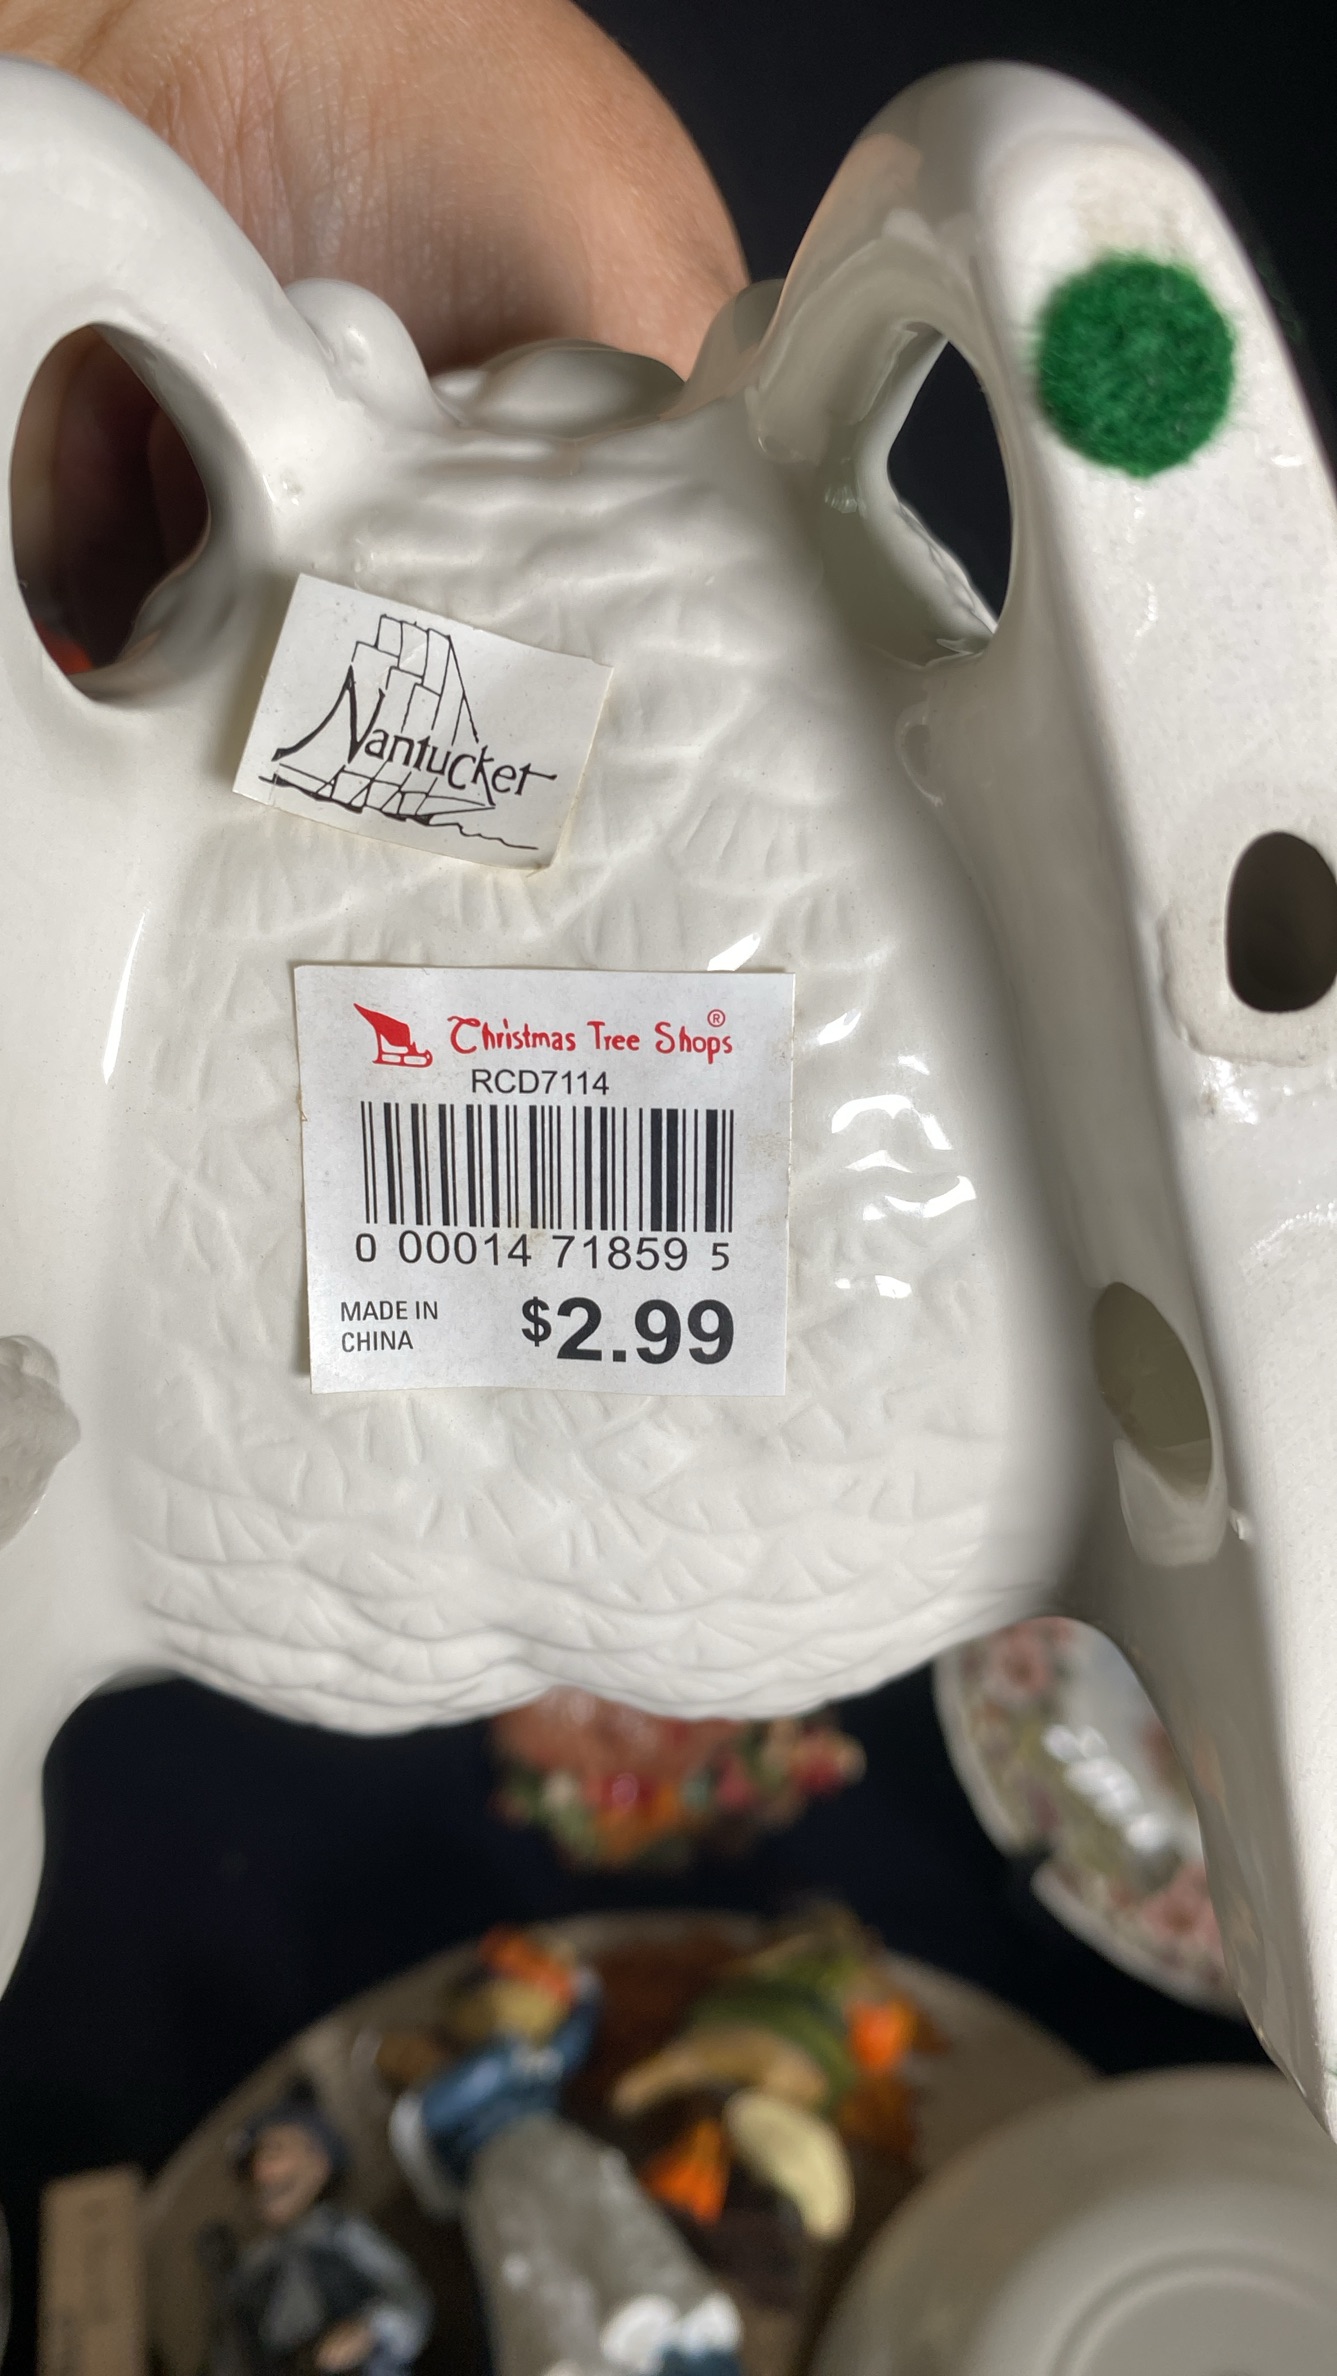 Nantucket
Christmas Tree Shops®
RCD7114
0 00014 71859 5
MADE IN
CHINA
$2.99